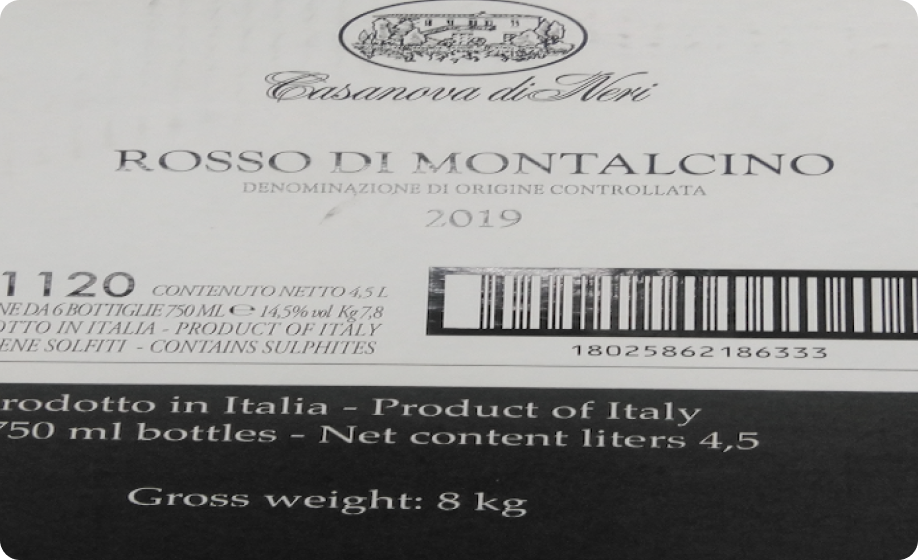 Casanova di Neri
ROSSO DI MONTALCINO
DENOMINAZIONE DI ORIGINE CONTROLLATA
2019
1120 CONTENUTO NETTO 4,5 L
NE DA 6 BOTTIGLIE 750 ML ℮ 14,5% vol Kg 7,8
OTTO IN ITALIA - PRODUCT OF ITALY
ENE SOLFITI - CONTAINS SULPHITES
18025862186333
rodotto in Italia - Product of Italy
750 ml bottles - Net content liters 4,5
Gross weight: 8 kg